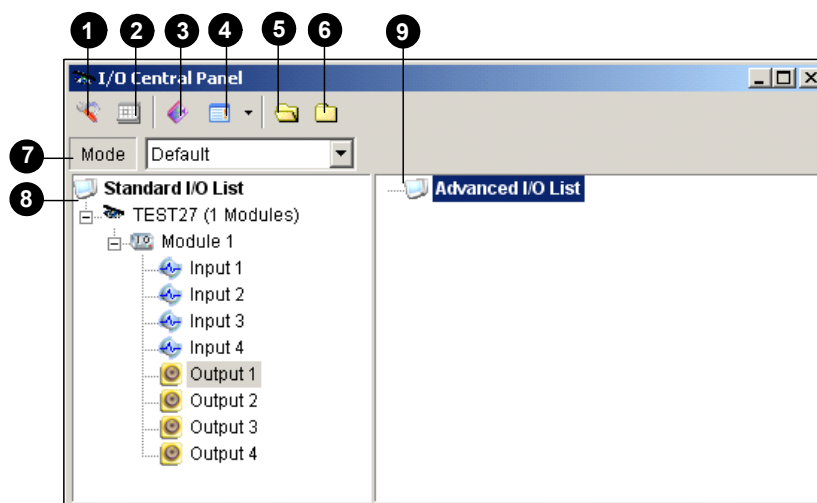 1 2 3 4 5 6 9
I/O Central Panel
7 Mode Default
8 Standard I/O List
Advanced I/O List
TEST27 (1 Modules)
Module 1
Input 1
Input 2
Input 3
Input 4
Output 1
Output 2
Output 3
Output 4